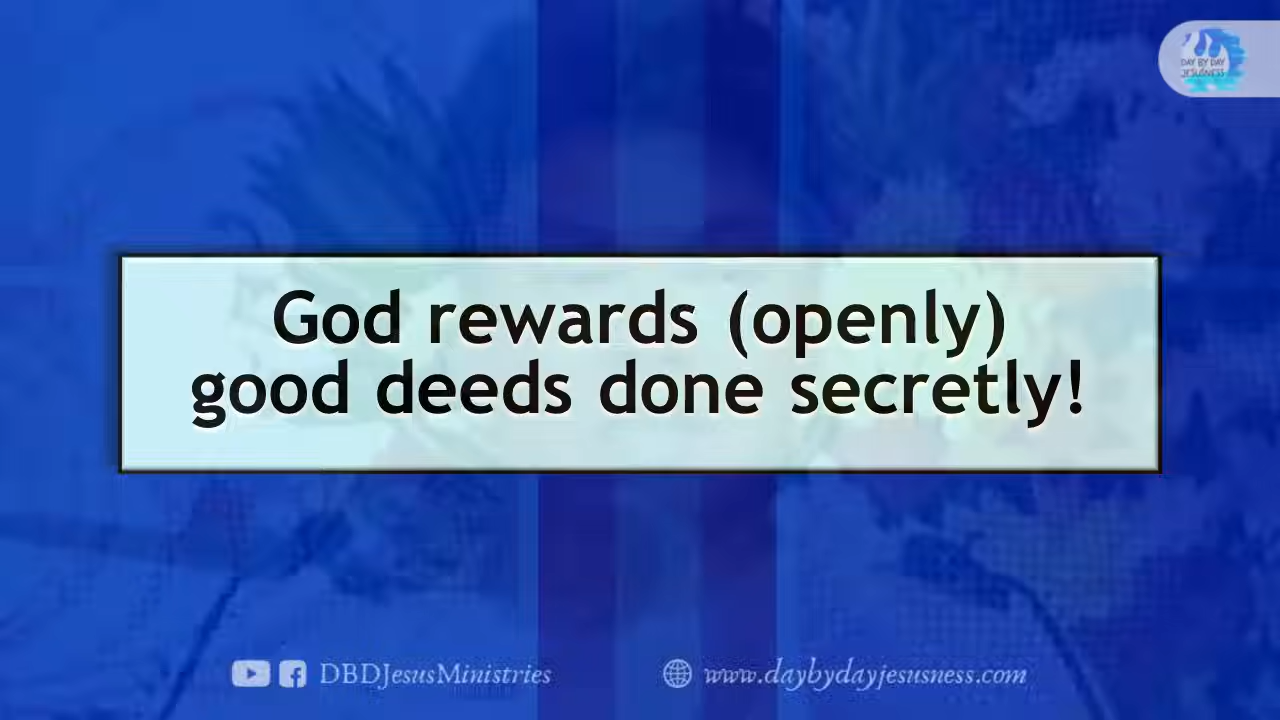 DAY BY DAY
JESUSNESS
God rewards (openly)
good deeds done secretly!
DBDJesusMinistries
www.daybydayjesusness.com